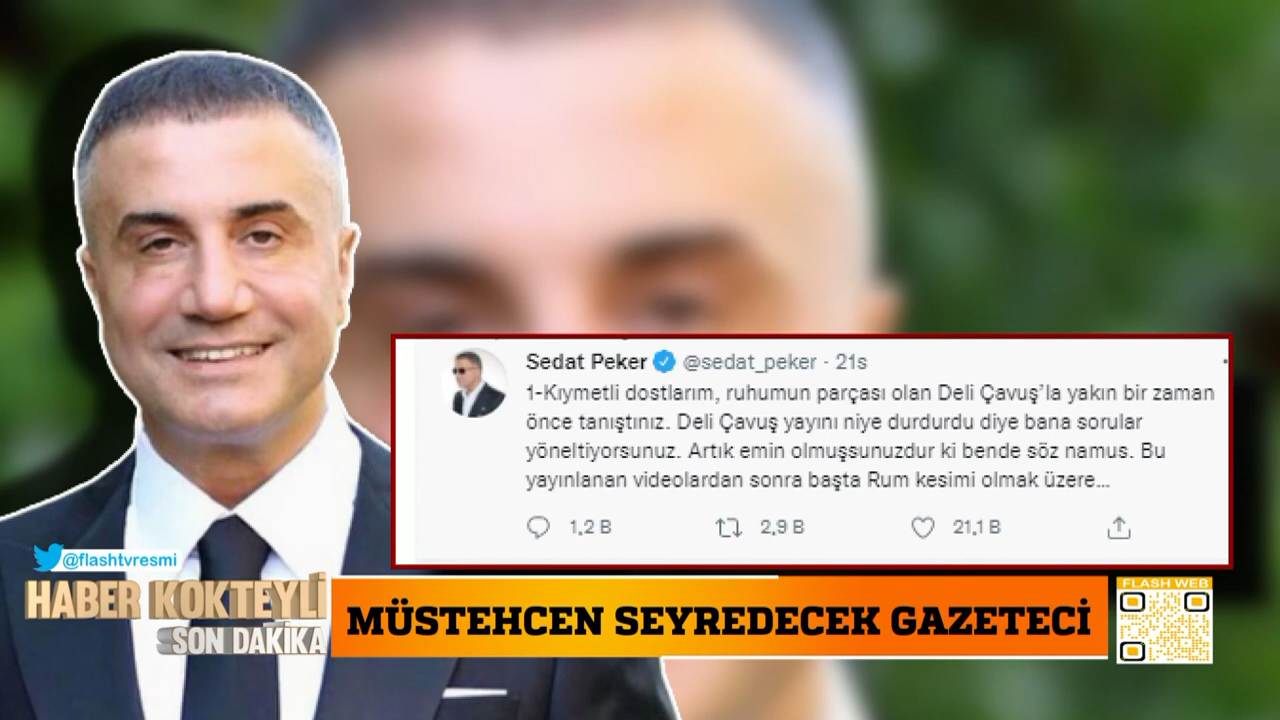 Sedat Peker @sedat_peker · 21s
1-Kıymetli dostlarım, ruhumun parçası olan Deli Çavuş'la yakın bir zaman
önce tanıştınız. Deli Çavuş yayını niye durdurdu diye bana sorular
yöneltiyorsunuz. Artık emin olmuşsunuzdur ki bende söz namus. Bu
yayınlanan videolardan sonra başta Rum kesimi olmak üzere...
1,2 B 2,9 B 21,1 B
@flashtvresmi
HABER KOKTEYLİ
SON DAKİKA
MÜSTEHCEN SEYREDECEK GAZETECİ
FLASH WEB